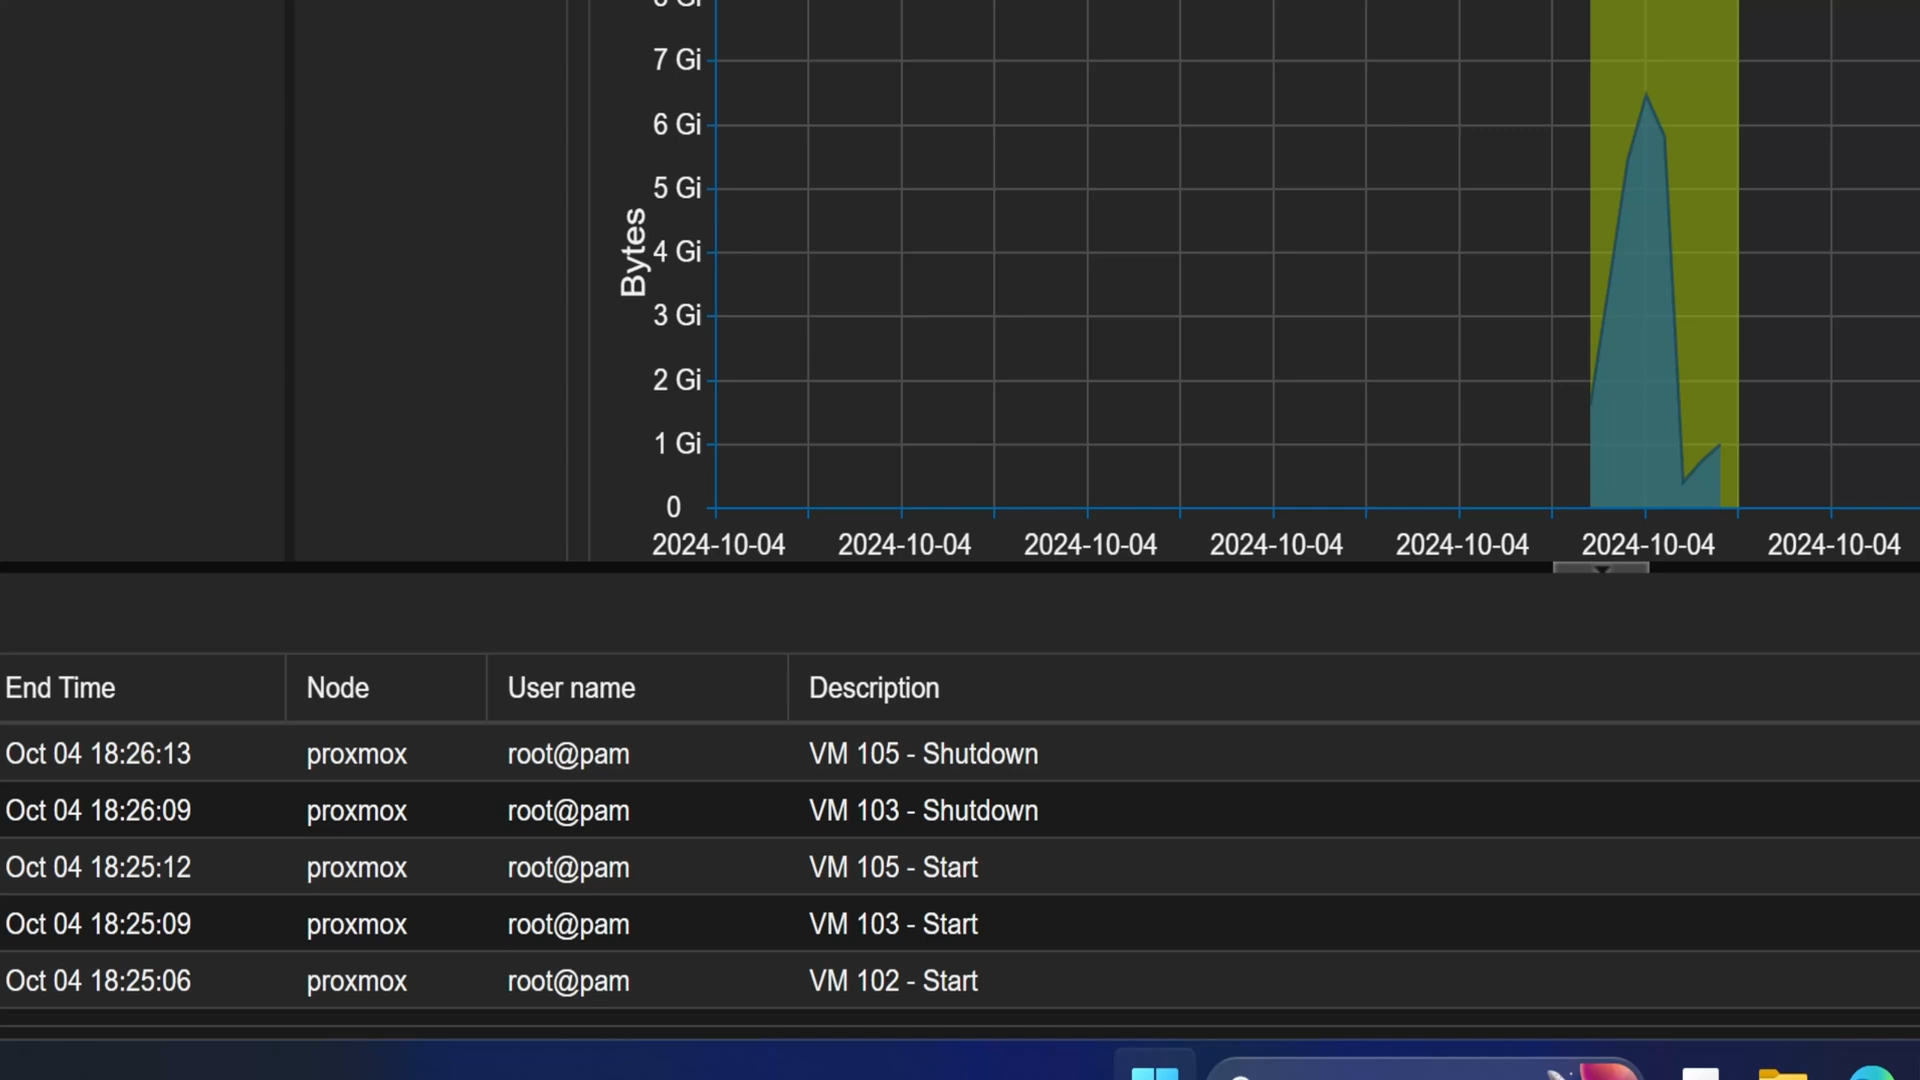 7 Gi
6 Gi
5 Gi
Bytes
4 Gi
3 Gi
2 Gi
1 Gi
0
2024-10-04 2024-10-04 2024-10-04 2024-10-04 2024-10-04 2024-10-04 2024-10-04
End Time Node User name Description
Oct 04 18:26:13 proxmox root@pam VM 105 - Shutdown
Oct 04 18:26:09 proxmox root@pam VM 103 - Shutdown
Oct 04 18:25:12 proxmox root@pam VM 105 - Start
Oct 04 18:25:09 proxmox root@pam VM 103 - Start
Oct 04 18:25:06 proxmox root@pam VM 102 - Start